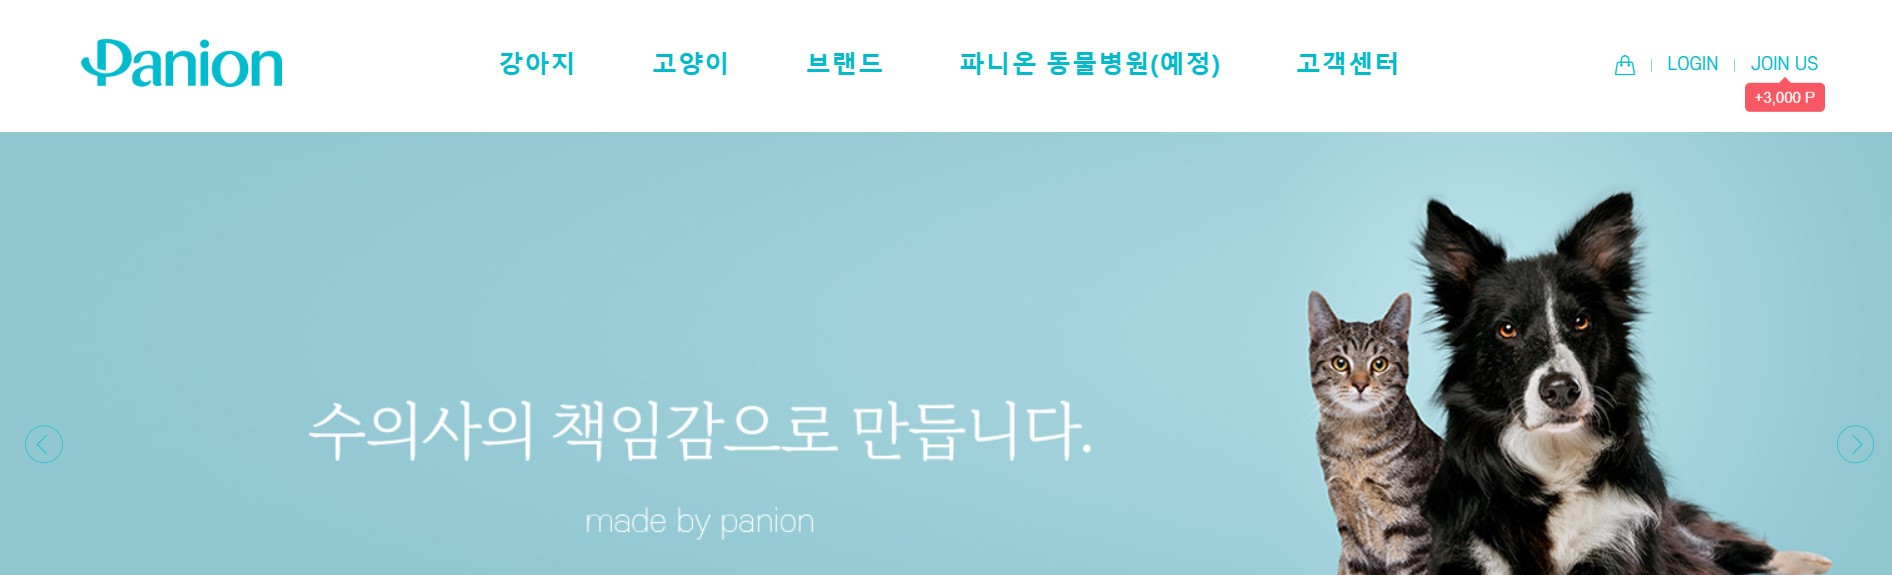 Panion
강아지 고양이 브랜드 파니온 동물병원(예정) 고객센터
LOGIN JOIN US
+3,000 P
수의사의 책임감으로 만듭니다.
made by panion